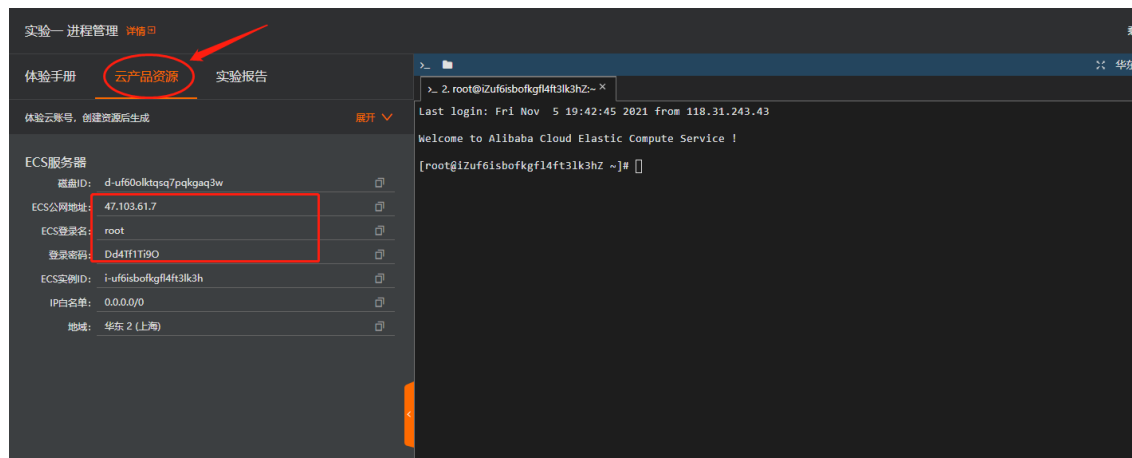 实验一 进程管理 详情
体验手册 云产品资源 实验报告
体验云账号，创建资源后生成 展开
ECS服务器
磁盘ID： d-uf60olktqsq7pqkgaq3w
ECS公网地址： 47.103.61.7
ECS登录名： root
登录密码： Dd4Tf1Ti9O
ECS实例ID： i-uf6isbofkgfl4ft3lk3h
IP白名单： 0.0.0.0/0
地域： 华东 2 (上海)
>_ 2. root@iZuf6isbofkgfl4ft3lk3hZ:~ ×
Last login: Fri Nov  5 19:42:45 2021 from 118.31.243.43
Welcome to Alibaba Cloud Elastic Compute Service !
[root@iZuf6isbofkgfl4ft3lk3hZ ~]#